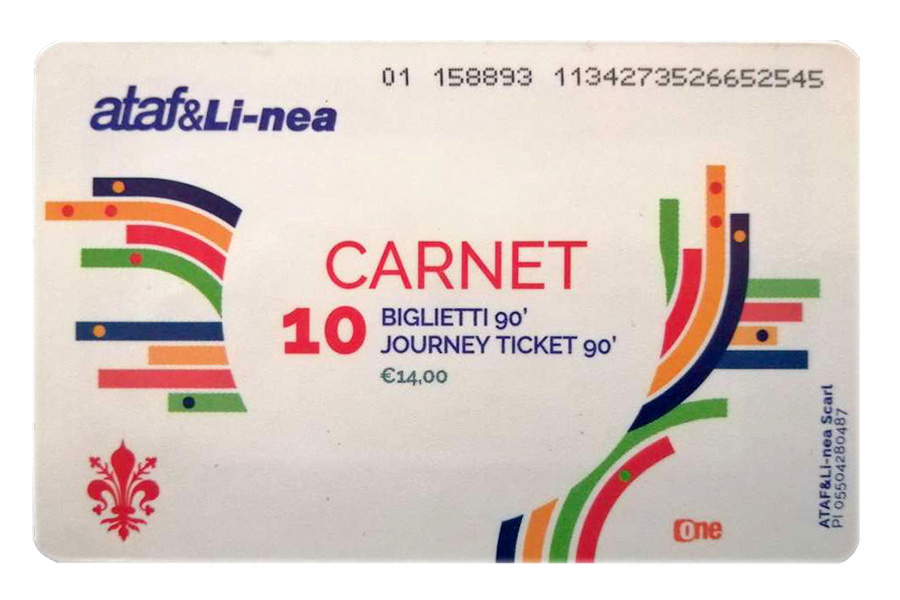 01 158893 1134273526652545
ataf&Li-nea
CARNET
10 BIGLIETTI 90'
JOURNEY TICKET 90'
€14,00
ATAF&Li-nea Scarl
PI 05504280487
One